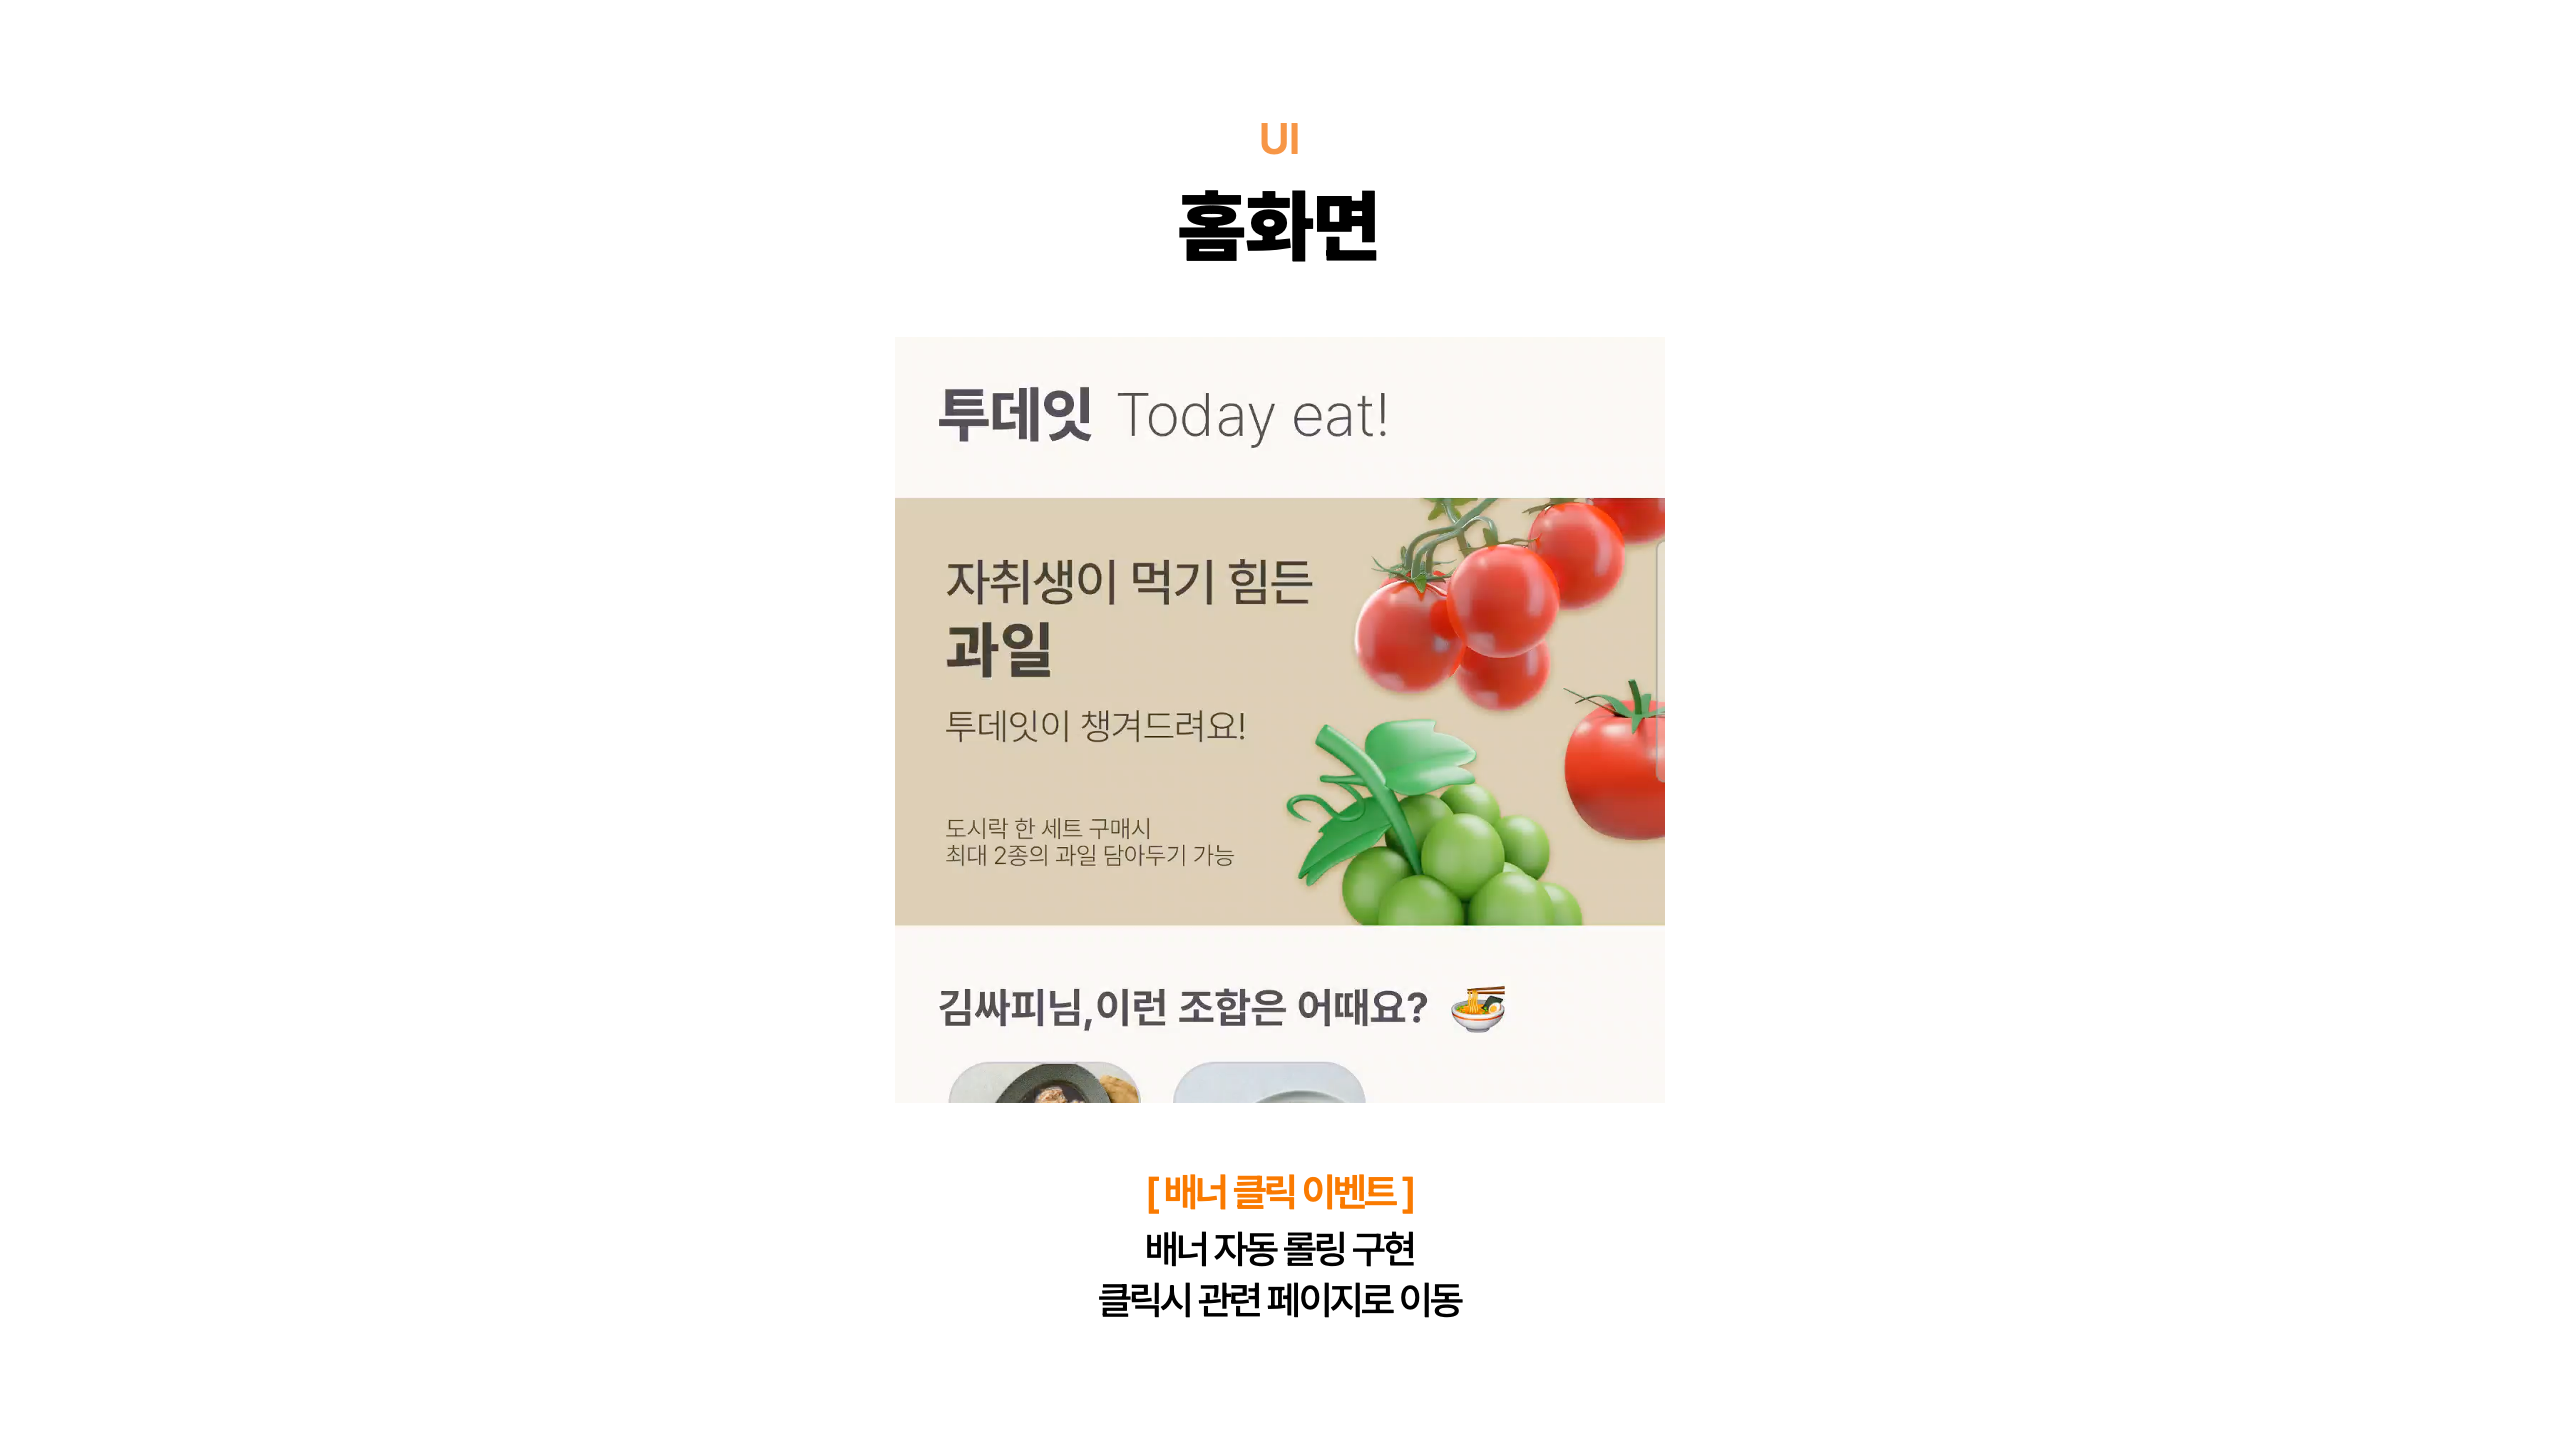 UI
홈화면
투데잇 Today eat!
자취생이 먹기 힘든
과일
투데잇이 챙겨드려요!
도시락 한 세트 구매시
최대 2종의 과일 담아두기 가능
김싸피님,이런 조합은 어때요?
[ 배너 클릭 이벤트 ]
배너 자동 롤링 구현
클릭시 관련 페이지로 이동